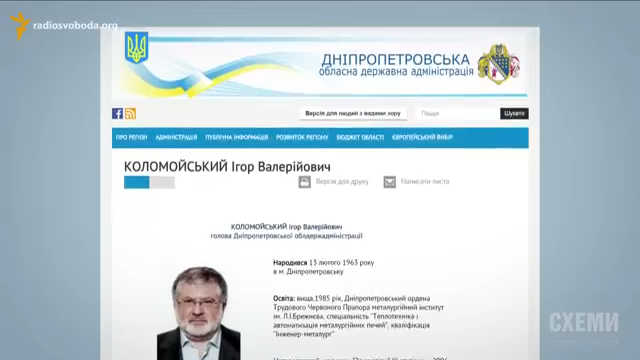 radiosvoboda.org
ДНІПРОПЕТРОВСЬКА
обласна державна адміністрація
Версія для людей з вадами зору
Пошук
Шукати
ПРО РЕГІОН АДМІНІСТРАЦІЯ ПУБЛІЧНА ІНФОРМАЦІЯ РОЗВИТОК РЕГІОНУ БЮДЖЕТ ОБЛАСТІ ЄВРОПЕЙСЬКИЙ ВИБІР
КОЛОМОЙСЬКИЙ Ігор Валерійович
Версія для друку Написати листа
КОЛОМОЙСЬКИЙ Ігор Валерійович
голова Дніпропетровської облдержадміністрації
Народився 13 лютого 1963 року
в м. Дніпропетровську
Освіта: вища,1985 рік, Дніпропетровський ордена
Трудового Червоного Прапора металургійний інститут
ім. Л.І.Брежнєва, спеціальність "Теплотехніка і
автоматизація металургійних печей", кваліфікація
"Інженер-металург"
СХЕМИ